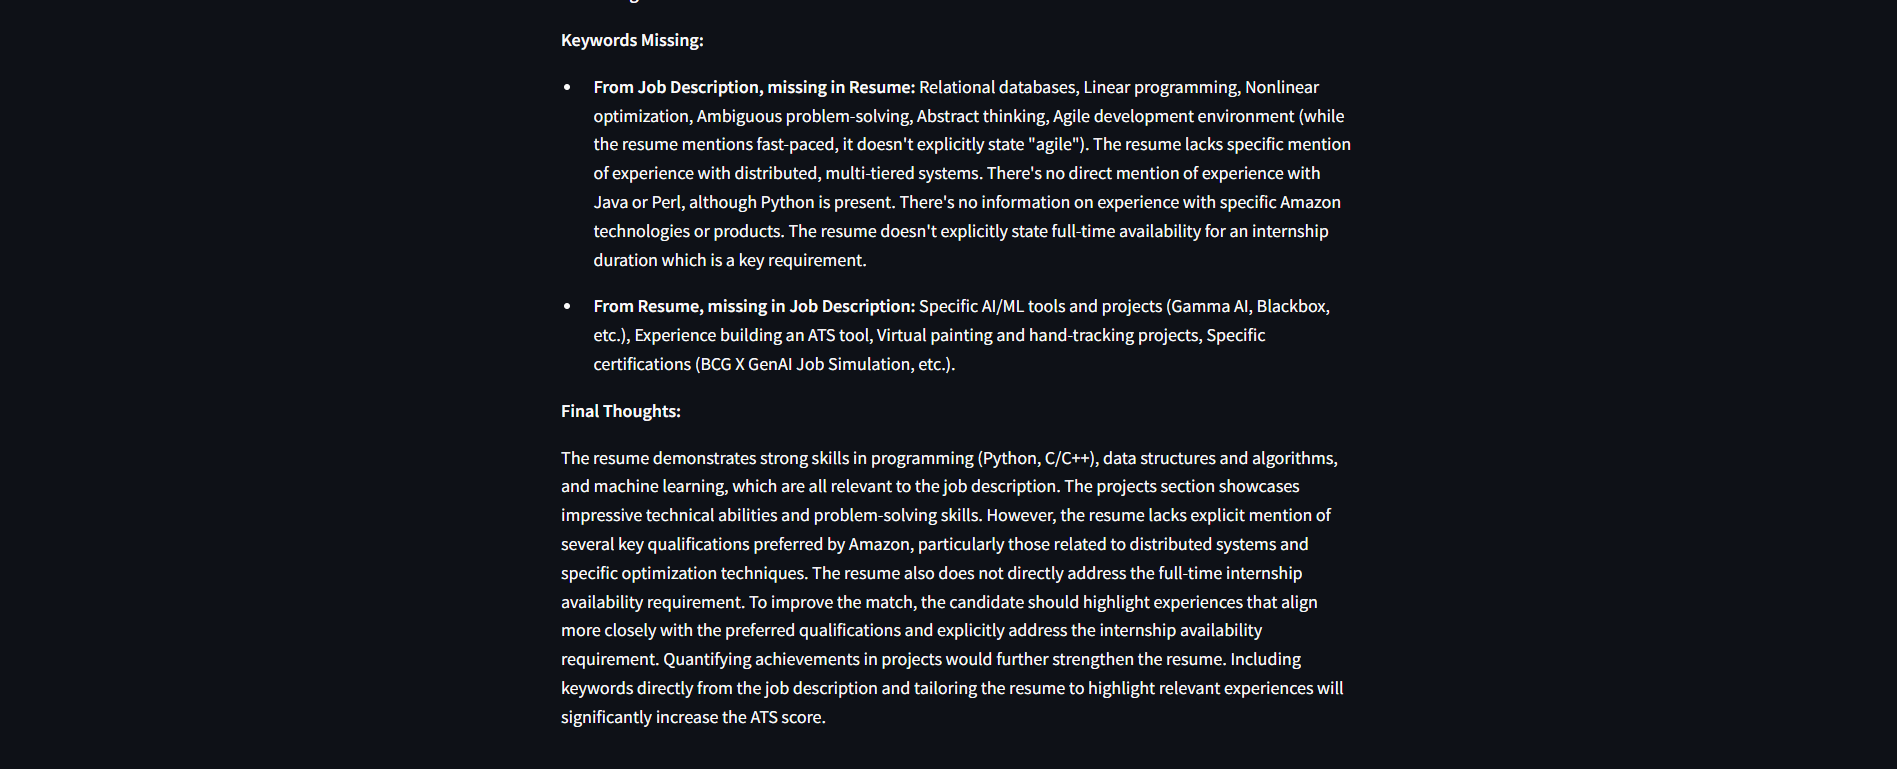 Keywords Missing:
• From Job Description, missing in Resume: Relational databases, Linear programming, Nonlinear
optimization, Ambiguous problem-solving, Abstract thinking, Agile development environment (while
the resume mentions fast-paced, it doesn't explicitly state "agile"). The resume lacks specific mention
of experience with distributed, multi-tiered systems. There's no direct mention of experience with
Java or Perl, although Python is present. There's no information on experience with specific Amazon
technologies or products. The resume doesn't explicitly state full-time availability for an internship
duration which is a key requirement.
• From Resume, missing in Job Description: Specific AI/ML tools and projects (Gamma AI, Blackbox,
etc.), Experience building an ATS tool, Virtual painting and hand-tracking projects, Specific
certifications (BCG X GenAI Job Simulation, etc.).
Final Thoughts:
The resume demonstrates strong skills in programming (Python, C/C++), data structures and algorithms,
and machine learning, which are all relevant to the job description. The projects section showcases
impressive technical abilities and problem-solving skills. However, the resume lacks explicit mention of
several key qualifications preferred by Amazon, particularly those related to distributed systems and
specific optimization techniques. The resume also does not directly address the full-time internship
availability requirement. To improve the match, the candidate should highlight experiences that align
more closely with the preferred qualifications and explicitly address the internship availability
requirement. Quantifying achievements in projects would further strengthen the resume. Including
keywords directly from the job description and tailoring the resume to highlight relevant experiences will
significantly increase the ATS score.